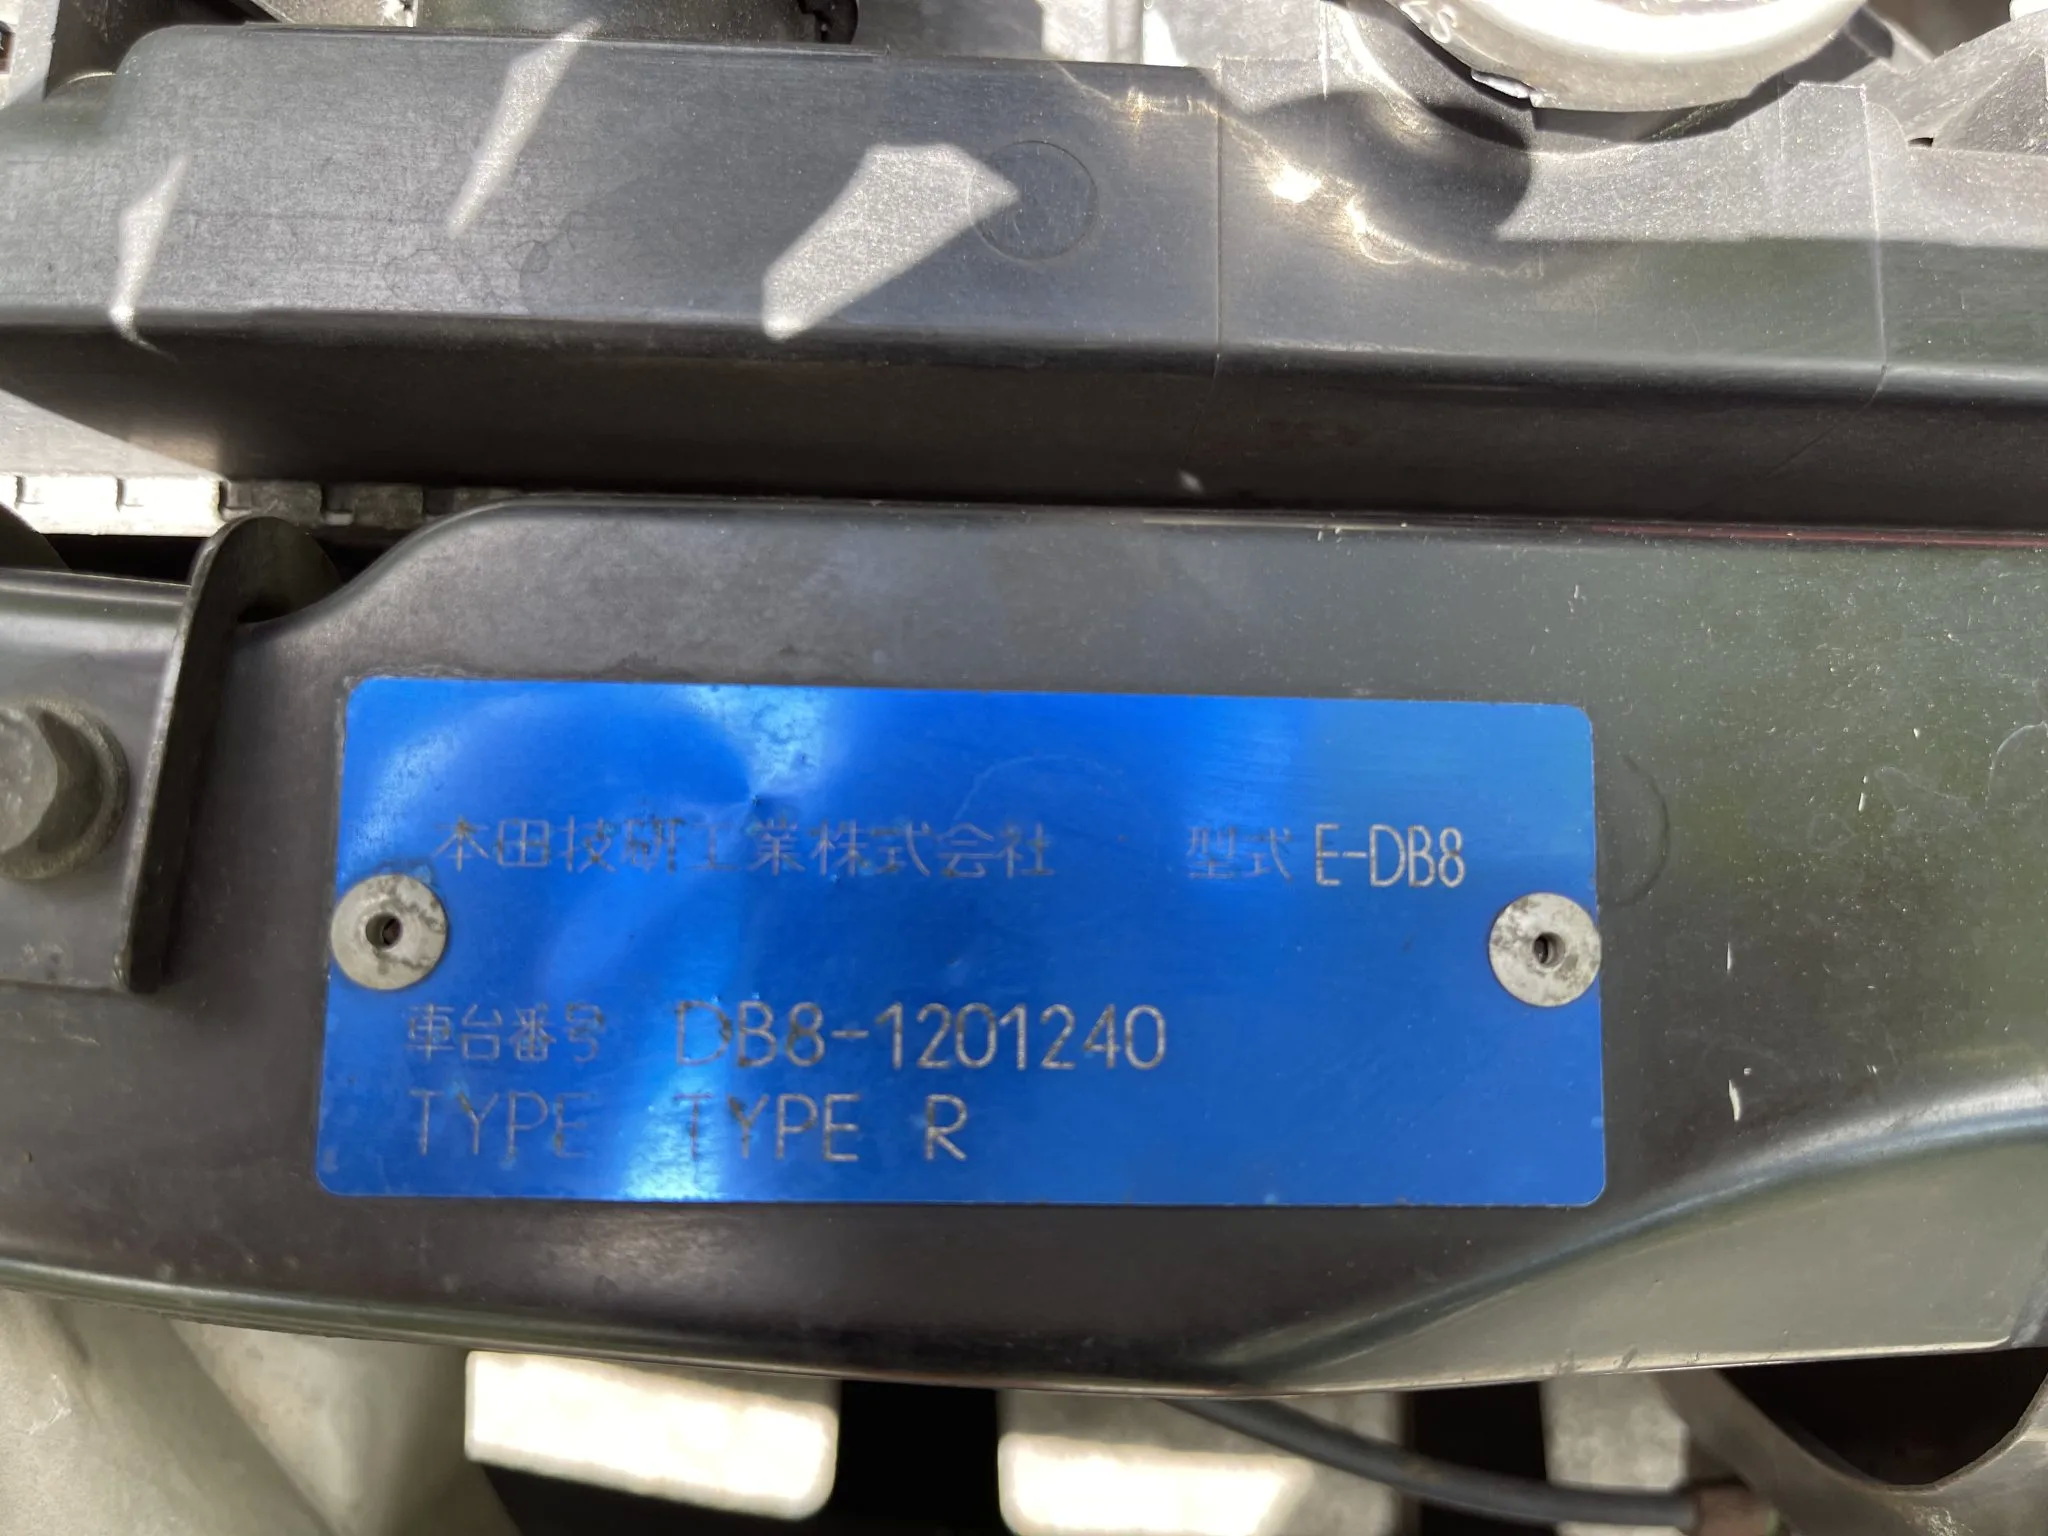 本田技研工業株式会社 型式 E-DB8
車台番号 DB8-1201240
TYPE TYPE R